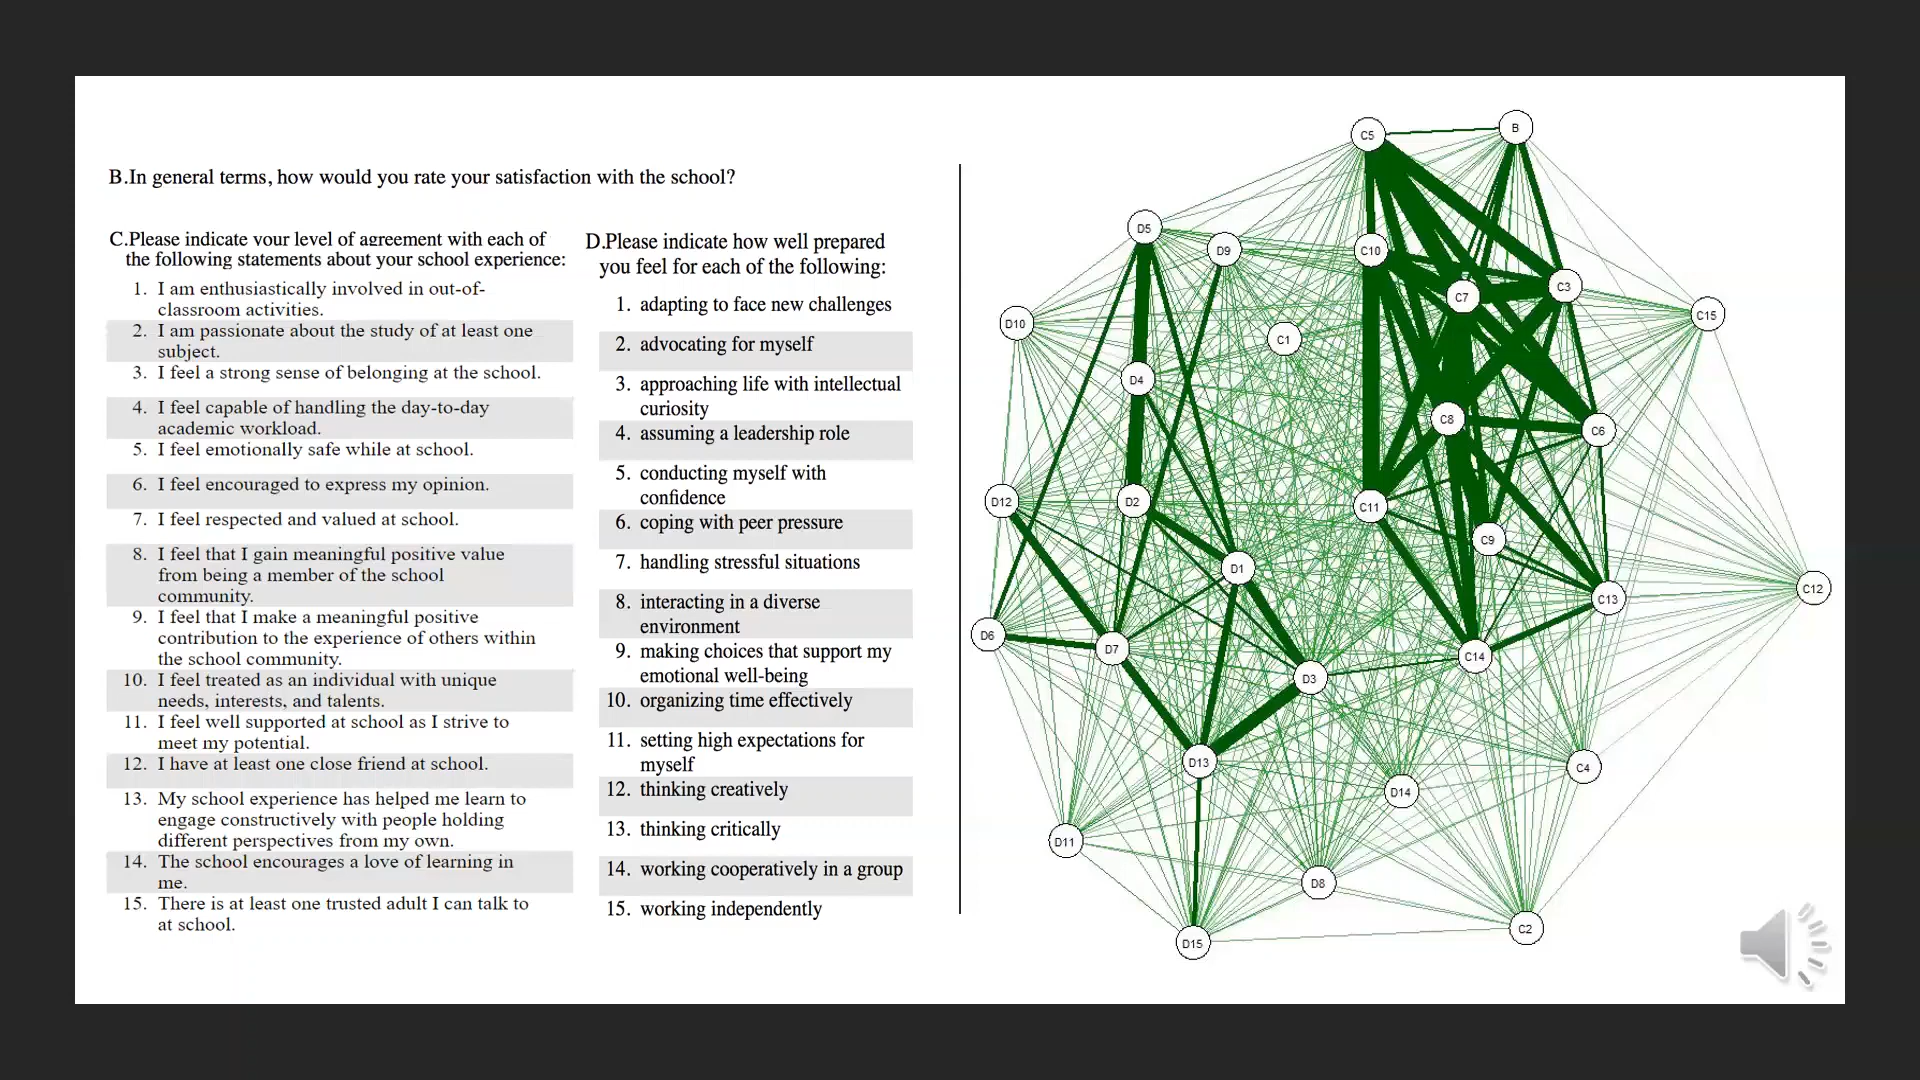 B.In general terms, how would you rate your satisfaction with the school?
C.Please indicate your level of agreement with each of
the following statements about your school experience:
1. I am enthusiastically involved in out-of-
classroom activities.
2. I am passionate about the study of at least one
subject.
3. I feel a strong sense of belonging at the school.
4. I feel capable of handling the day-to-day
academic workload.
5. I feel emotionally safe while at school.
6. I feel encouraged to express my opinion.
7. I feel respected and valued at school.
8. I feel that I gain meaningful positive value
from being a member of the school
community.
9. I feel that I make a meaningful positive
contribution to the experience of others within
the school community.
10. I feel treated as an individual with unique
needs, interests, and talents.
11. I feel well supported at school as I strive to
meet my potential.
12. I have at least one close friend at school.
13. My school experience has helped me learn to
engage constructively with people holding
different perspectives from my own.
14. The school encourages a love of learning in
me.
15. There is at least one trusted adult I can talk to
at school.
D.Please indicate how well prepared
you feel for each of the following:
1. adapting to face new challenges
2. advocating for myself
3. approaching life with intellectual
curiosity
4. assuming a leadership role
5. conducting myself with
confidence
6. coping with peer pressure
7. handling stressful situations
8. interacting in a diverse
environment
9. making choices that support my
emotional well-being
10. organizing time effectively
11. setting high expectations for
myself
12. thinking creatively
13. thinking critically
14. working cooperatively in a group
15. working independently
B
C5
D5
D9
C10
C3
C7
C15
D10
C1
D4
C8
C6
D12
D2
C11
C9
D1
C12
C13
D6
D7
C14
D3
D13
C4
D14
D11
D8
C2
D15